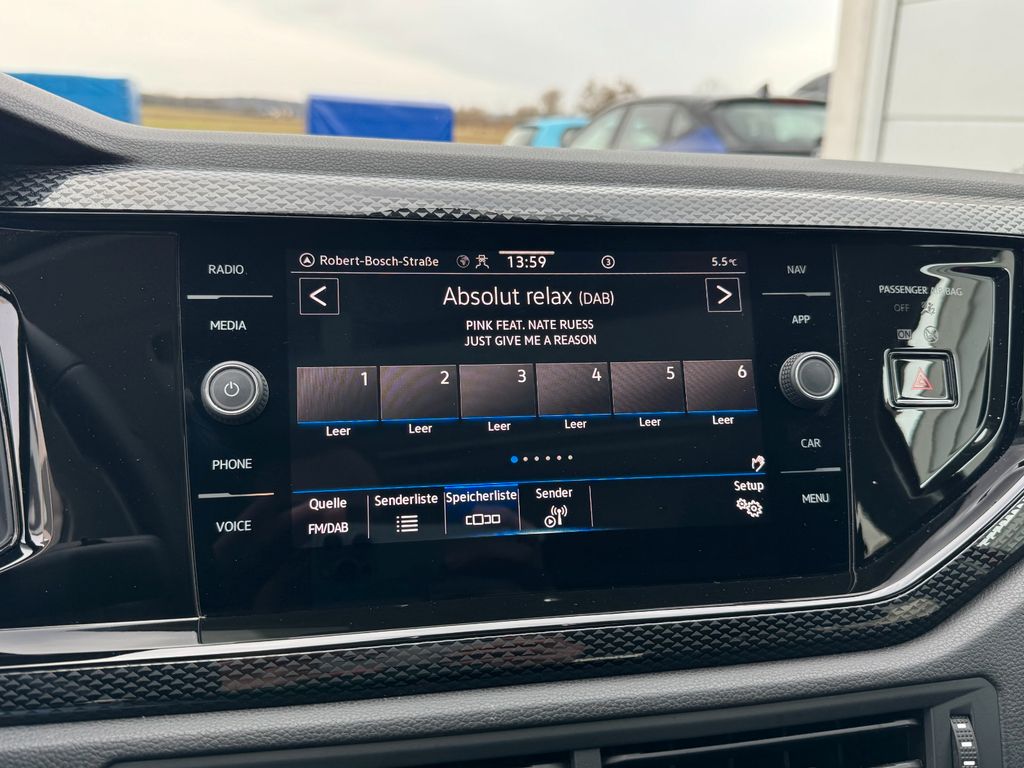 Robert-Bosch-Straße 13:59 3 5.5°C
Absolut relax (DAB)
PINK FEAT. NATE RUESS
JUST GIVE ME A REASON
1 2 3 4 5 6
Leer Leer Leer Leer Leer Leer
Quelle Senderliste Speicherliste Sender Setup
FM/DAB
RADIO
MEDIA
PHONE
VOICE
NAV
APP
CAR
MENU
PASSENGER AIRBAG
OFF
ON